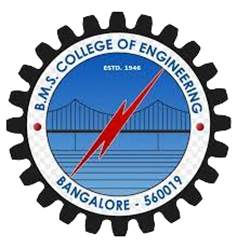 B.M.S. COLLEGE OF ENGINEERING
ESTD. 1946
BANGALORE - 560019